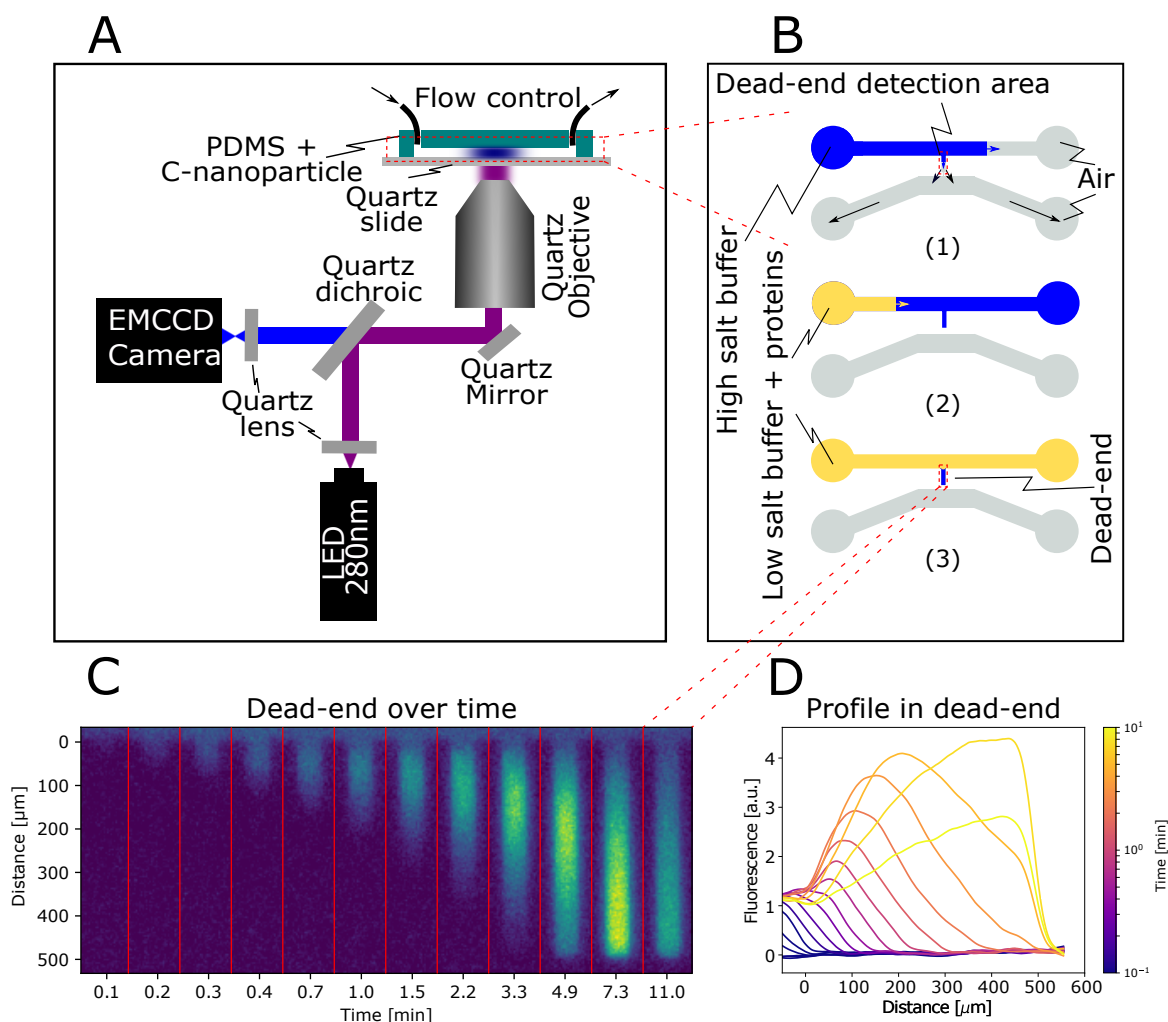 A
Flow control
PDMS +
C-nanoparticle
Quartz
slide
Quartz
Objective
Quartz
dichroic
EMCCD
Camera
Quartz
Mirror
Quartz
lens
LED
280nm
B
Dead-end detection area
Air
(1)
High salt buffer
Low salt buffer + proteins
(2)
Dead-end
(3)
C
Dead-end over time
Distance [µm]
0
100
200
300
400
500
0.1 0.2 0.3 0.4 0.7 1.0 1.5 2.2 3.3 4.9 7.3 11.0
Time [min]
D
Profile in dead-end
Fluorescence [a.u.]
4
3
2
1
0
0 100 200 300 400 500 600
Distance [µm]
10¹
10⁰
10⁻¹
Time [min]